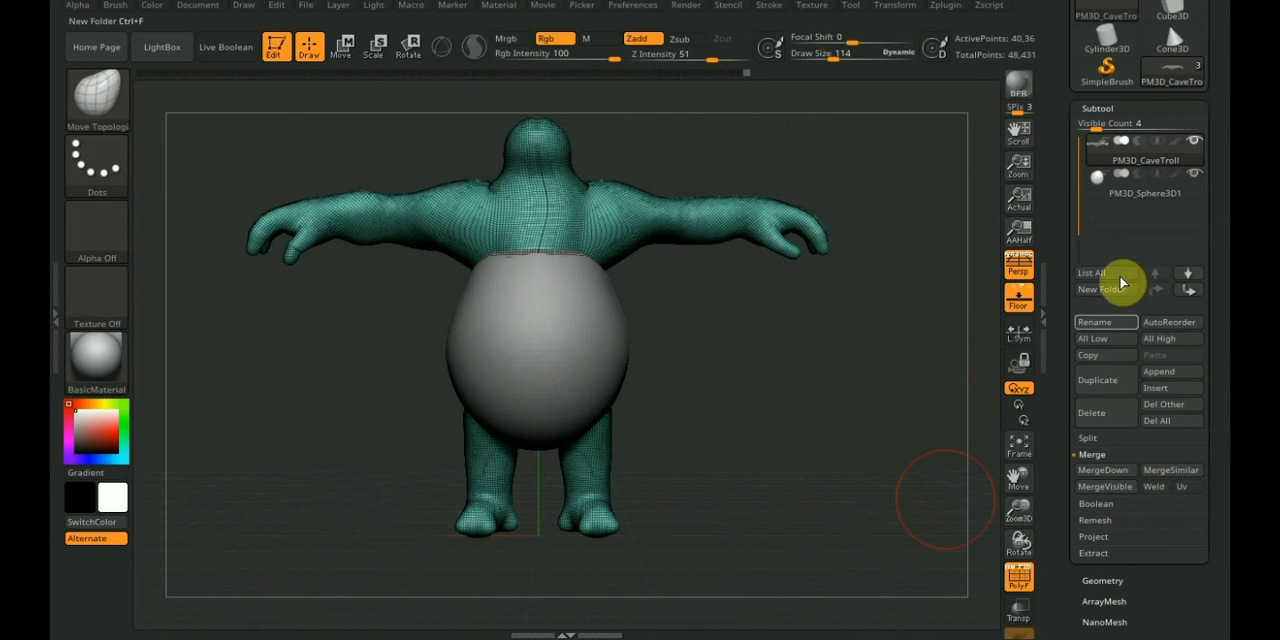 Alpha Brush Color Document Draw Edit File Layer Light Macro Marker Material Movie Picker Preferences Render Stencil Stroke Texture Tool Transform Zplugin Zscript
New Folder Ctrl+F
Home Page LightBox Live Boolean Edit Draw Move Scale Rotate
Mrgb Rgb M Zadd Zsub Zcut
Rgb Intensity 100 Z Intensity 51
Focal Shift 0
Draw Size 114 Dynamic
ActivePoints: 40,36
TotalPoints: 48,431
Move Topologi
Dots
Alpha Off
Texture Off
BasicMaterial
Gradient
SwitchColor
Alternate
BPR
SPix 3
Scroll
Zoom
Actual
AAHalf
Persp
Floor
L.Sym
XYZ
Frame
Move
Zoom3D
Rotate
PolyF
Transp
PM3D_CaveTro Cube3D
Cylinder3D Cone3D
3
SimpleBrush PM3D_CaveTro
Subtool
Visible Count 4
PM3D_CaveTroll
PM3D_Sphere3D1
List All
New Folder
Rename AutoReorder
All Low All High
Copy Paste
Duplicate Append
Insert
Delete Del Other
Del All
Split
Merge
MergeDown MergeSimilar
MergeVisible Weld Uv
Boolean
Remesh
Project
Extract
Geometry
ArrayMesh
NanoMesh